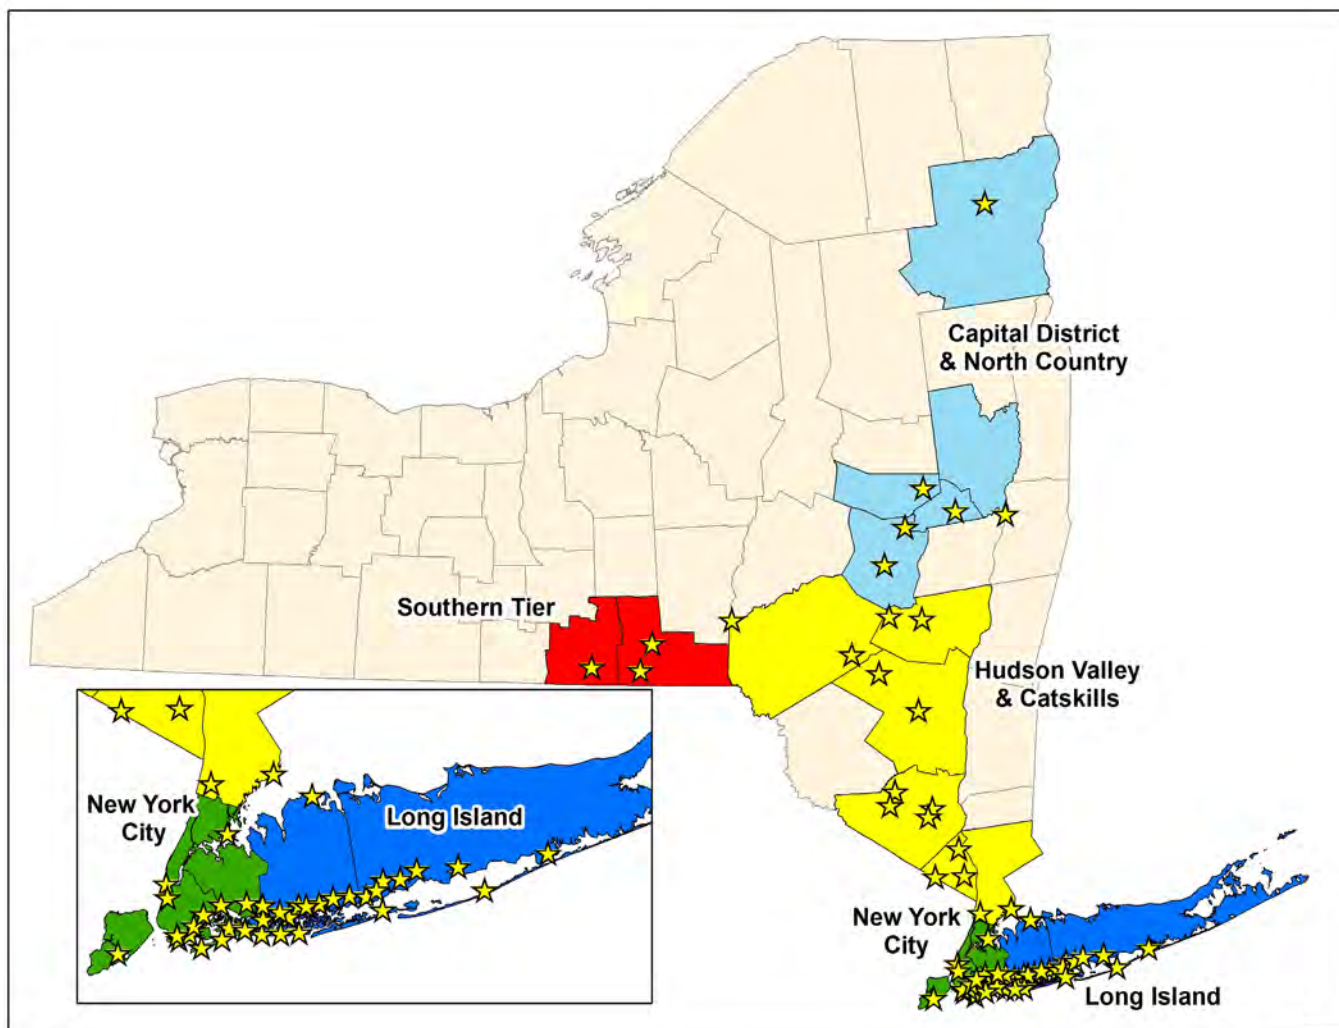 Capital District
& North Country
Southern Tier
Hudson Valley
& Catskills
New York
City
Long Island
New York
City
Long Island